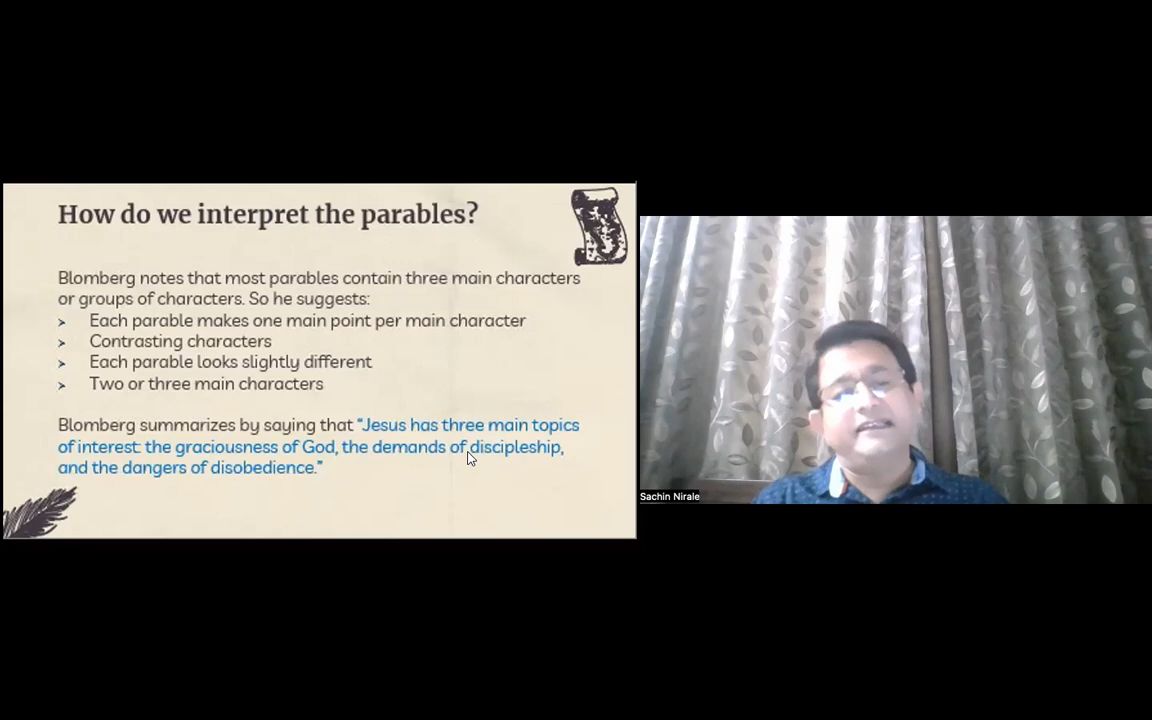 How do we interpret the parables?
Blomberg notes that most parables contain three main characters
or groups of characters. So he suggests:
➢ Each parable makes one main point per main character
➢ Contrasting characters
➢ Each parable looks slightly different
➢ Two or three main characters
Blomberg summarizes by saying that “Jesus has three main topics
of interest: the graciousness of God, the demands of discipleship,
and the dangers of disobedience.”
Sachin Nirale